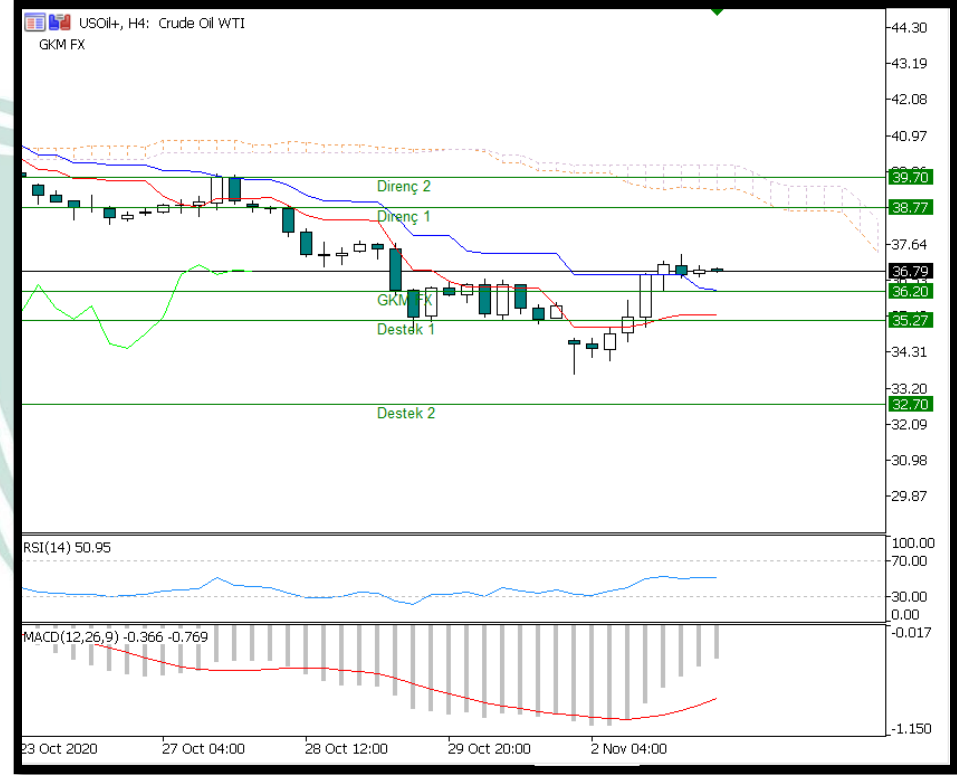 USOil+, H4: Crude Oil WTI
GKM FX
44.30
43.19
42.08
40.97
39.70
Direnç 2
38.77
Direnç 1
37.64
36.79
36.20
GKM FX
35.27
Destek 1
34.31
33.20
32.70
Destek 2
32.09
30.98
29.87
RSI(14) 50.95
100.00
70.00
30.00
0.00
MACD(12,26,9) -0.366 -0.769
-0.017
-1.150
23 Oct 2020
27 Oct 04:00
28 Oct 12:00
29 Oct 20:00
2 Nov 04:00